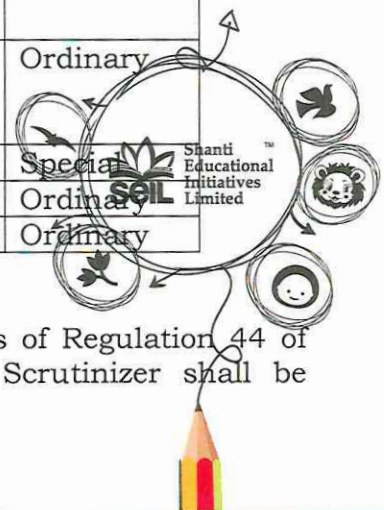 Ordinary
Shanti ™
Educational
Initiatives
Limited
SEIL
Special
Ordinary
Ordinary
s of Regulation 44 of
Scrutinizer shall be